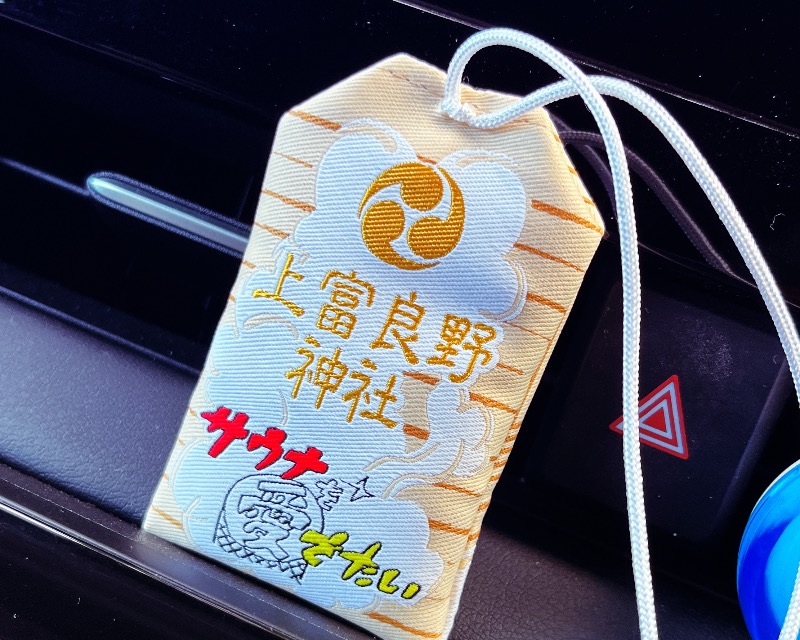 上富良野
神社
サウナを
愛でたい